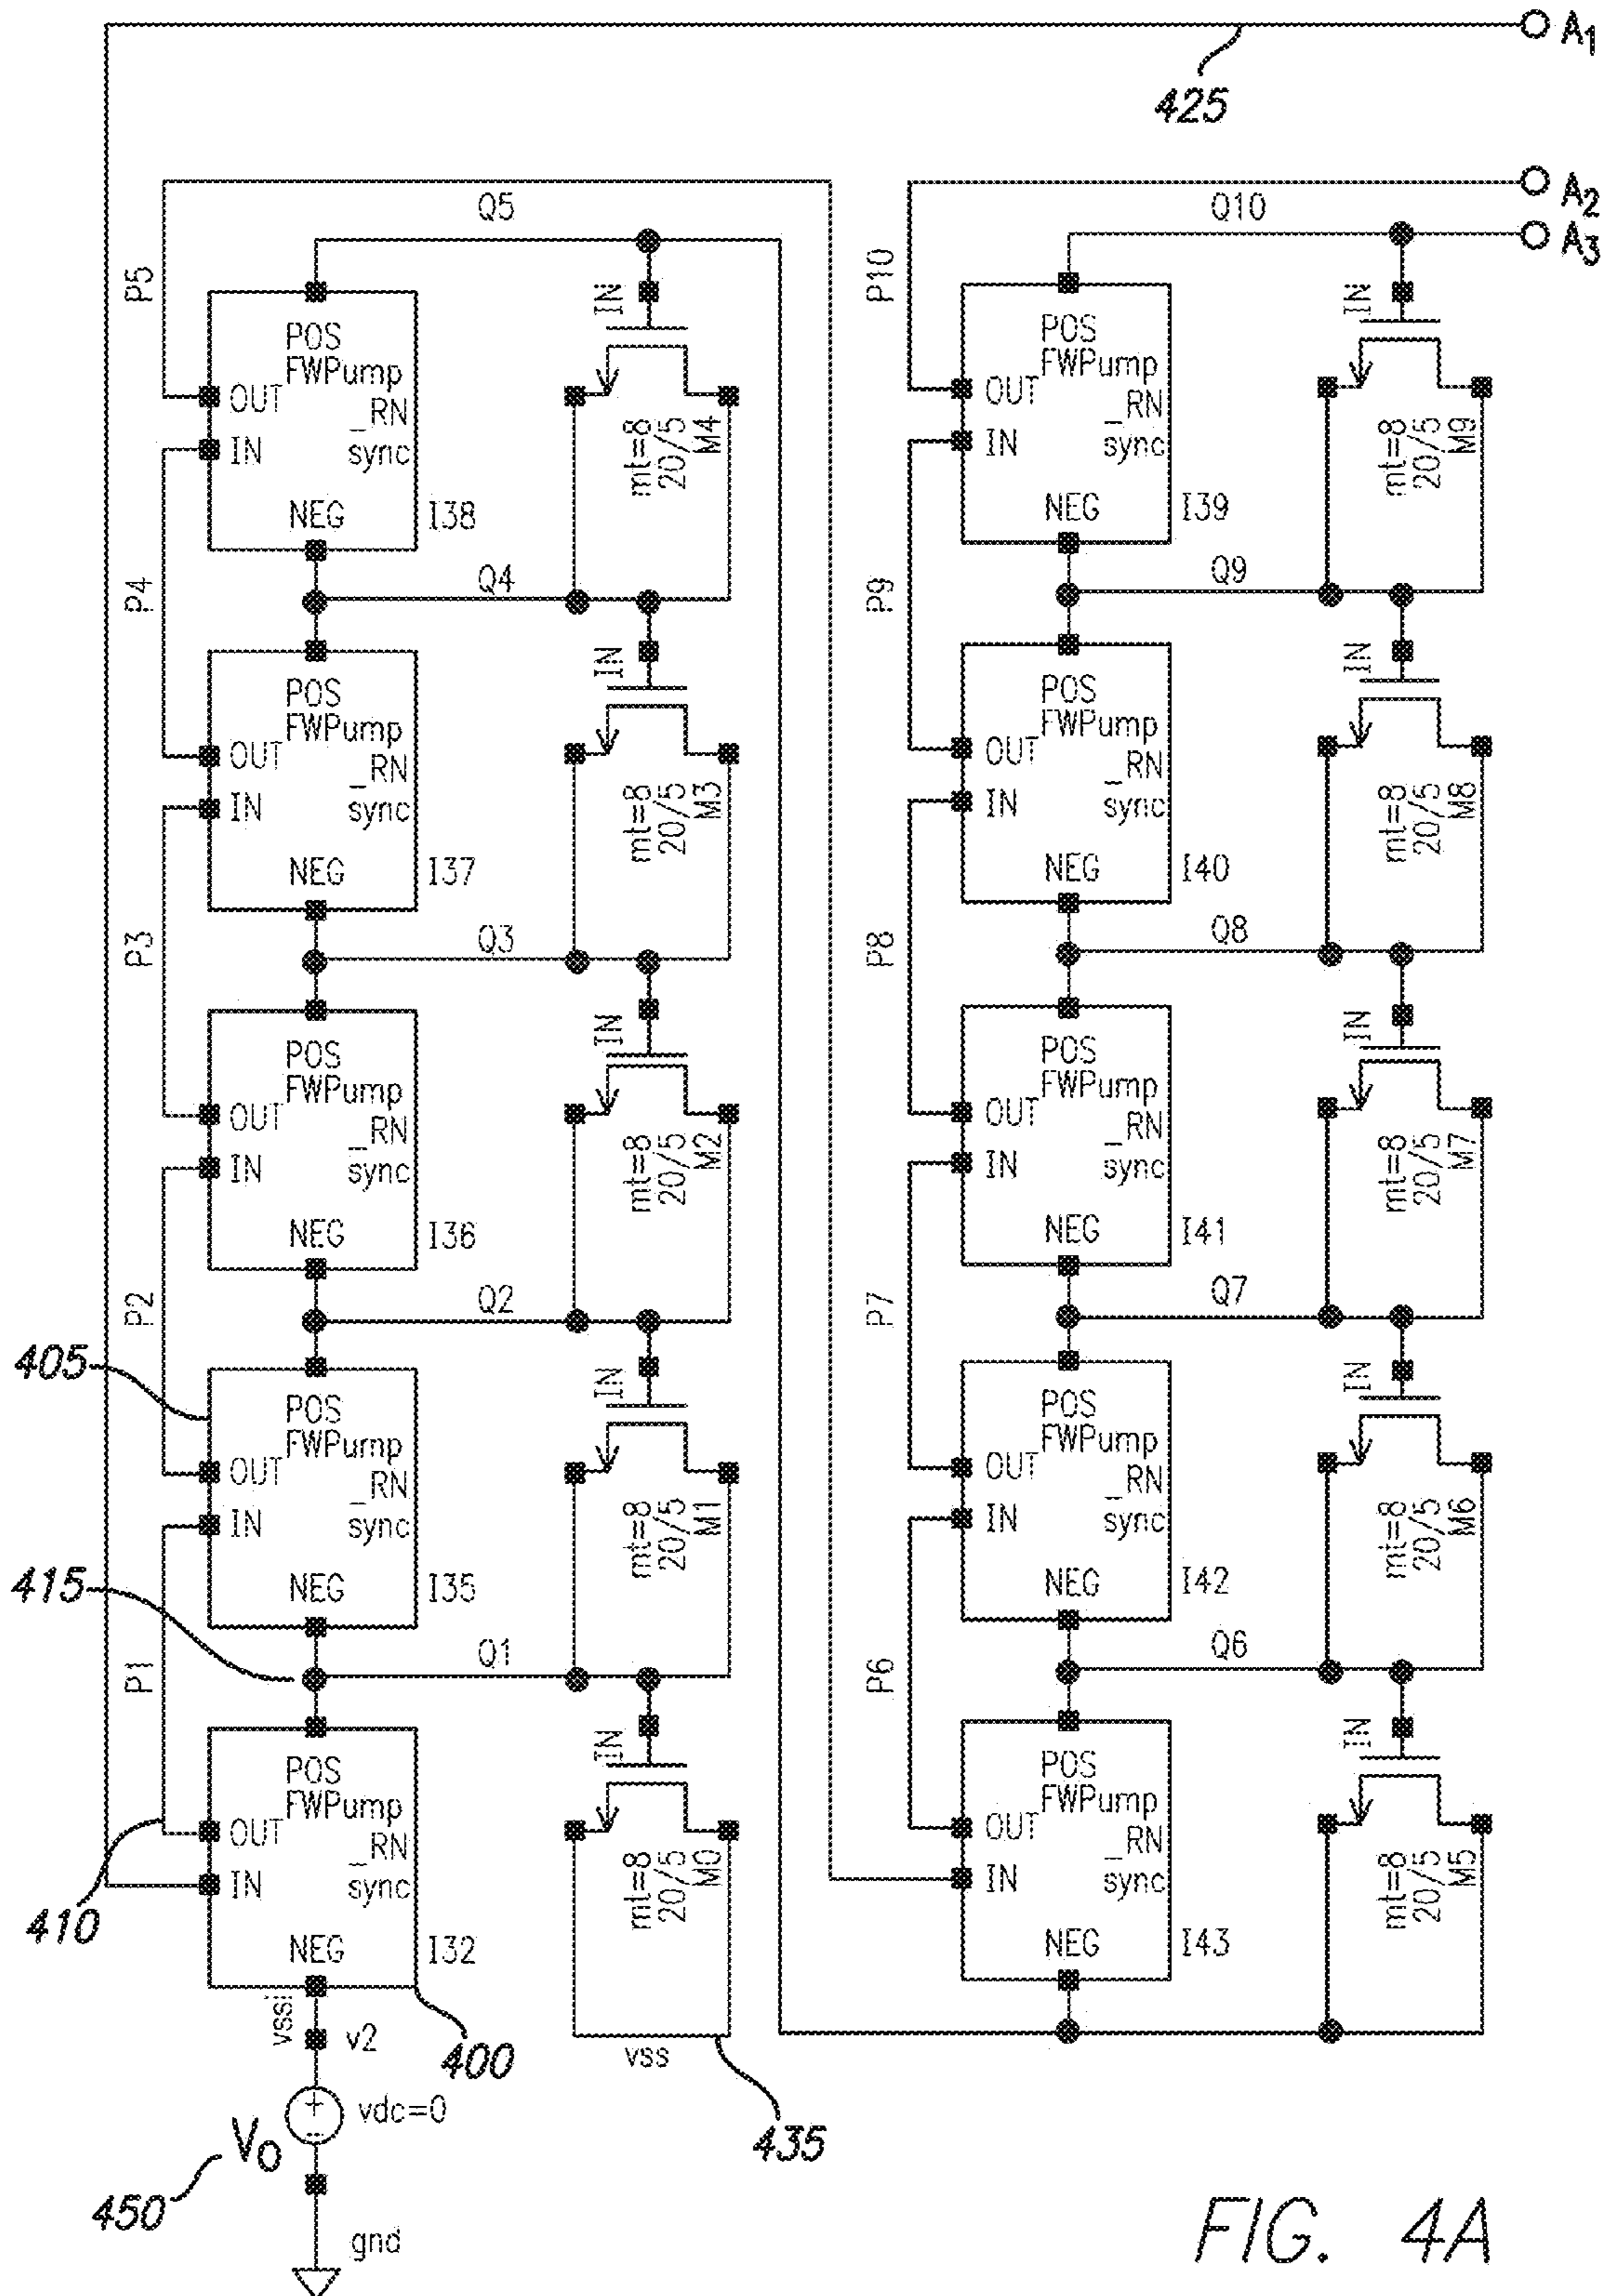 A1
425
A2
A3
Q5
P5
IN
POS
FWPump
_RN
sync
OUT
IN
NEG
I38
mt=8
20/5
M4
Q4
P4
IN
POS
FWPump
_RN
sync
OUT
IN
NEG
I37
mt=8
20/5
M3
Q3
P3
IN
POS
FWPump
_RN
sync
OUT
IN
NEG
I36
mt=8
20/5
M2
Q2
P2
405
IN
POS
FWPump
_RN
sync
OUT
IN
NEG
I35
mt=8
20/5
M1
415
Q1
P1
IN
POS
FWPump
_RN
sync
OUT
IN
NEG
I32
mt=8
20/5
M0
410
vssi
v2
400
vss
435
V0
vdc=0
450
gnd
Q10
P10
IN
POS
FWPump
_RN
sync
OUT
IN
NEG
I39
mt=8
20/5
M9
Q9
P9
IN
POS
FWPump
_RN
sync
OUT
IN
NEG
I40
mt=8
20/5
M8
Q8
P8
IN
POS
FWPump
_RN
sync
OUT
IN
NEG
I41
mt=8
20/5
M7
Q7
P7
IN
POS
FWPump
_RN
sync
OUT
IN
NEG
I42
mt=8
20/5
M6
Q6
P6
IN
POS
FWPump
_RN
sync
OUT
IN
NEG
I43
mt=8
20/5
M5
FIG. 4A